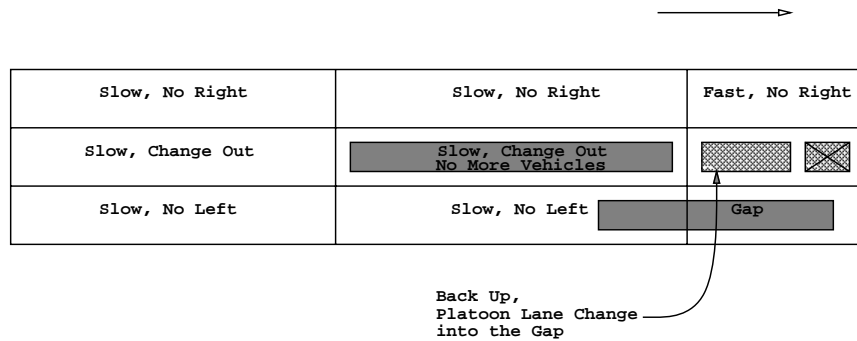 Slow, No Right
Slow, No Right
Fast, No Right
Slow, Change Out
Slow, Change Out
No More Vehicles
Slow, No Left
Slow, No Left
Gap
Back Up,
Platoon Lane Change
into the Gap